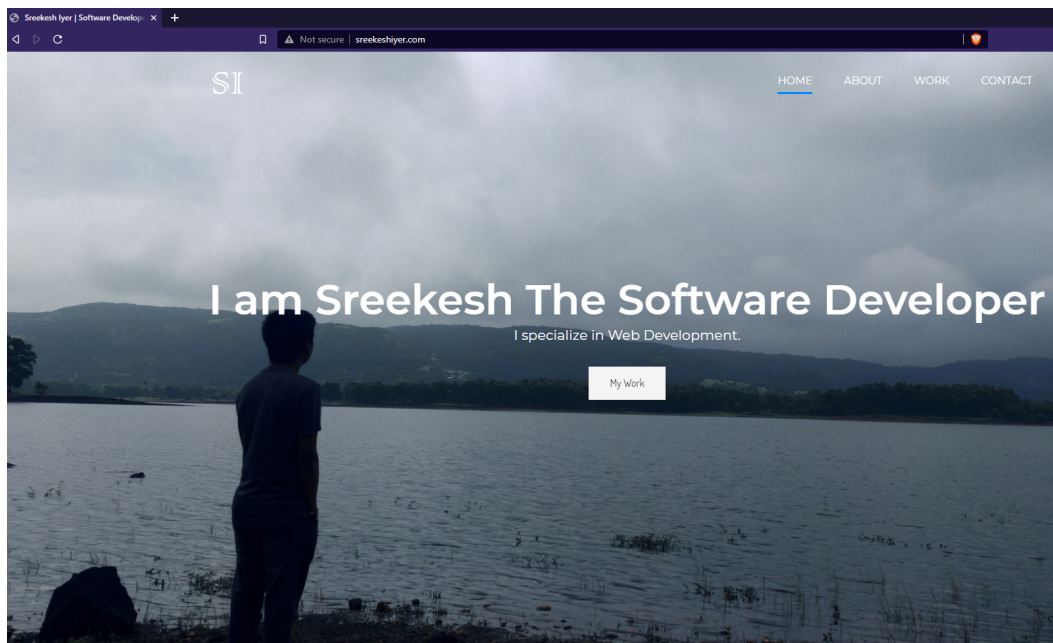 Sreekesh Iyer | Software Develop
Not secure | sreekeshiyer.com
SI
HOME ABOUT WORK CONTACT
I am Sreekesh The Software Developer
I specialize in Web Development.
My Work